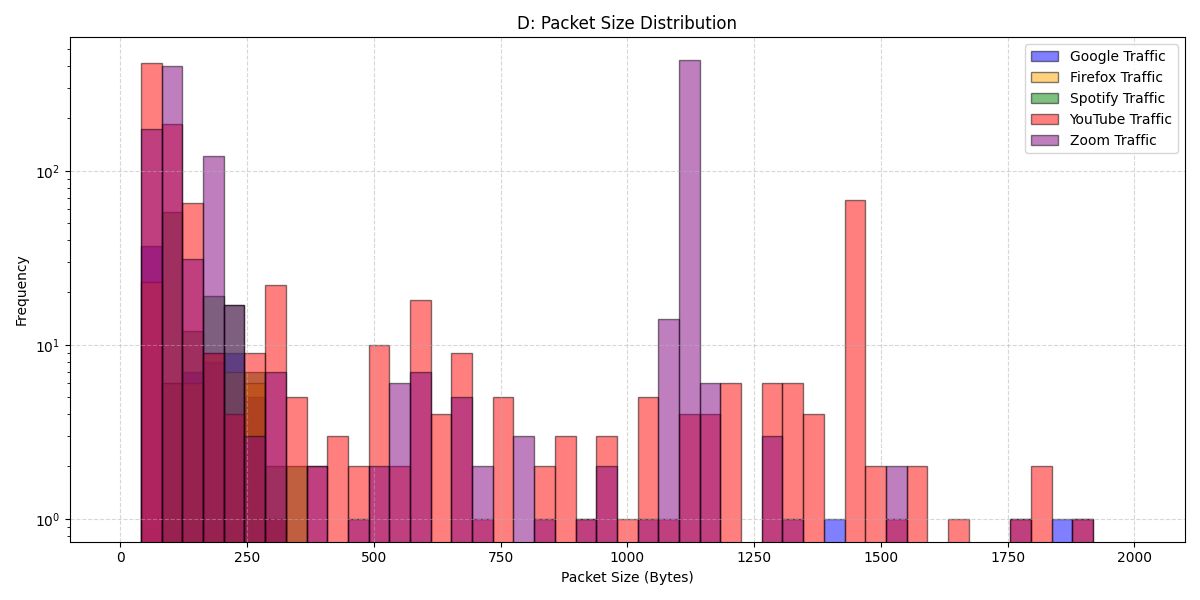 D: Packet Size Distribution
Google Traffic
Firefox Traffic
Spotify Traffic
YouTube Traffic
Zoom Traffic
Frequency
10²
10¹
10⁰
0 250 500 750 1000 1250 1500 1750 2000
Packet Size (Bytes)